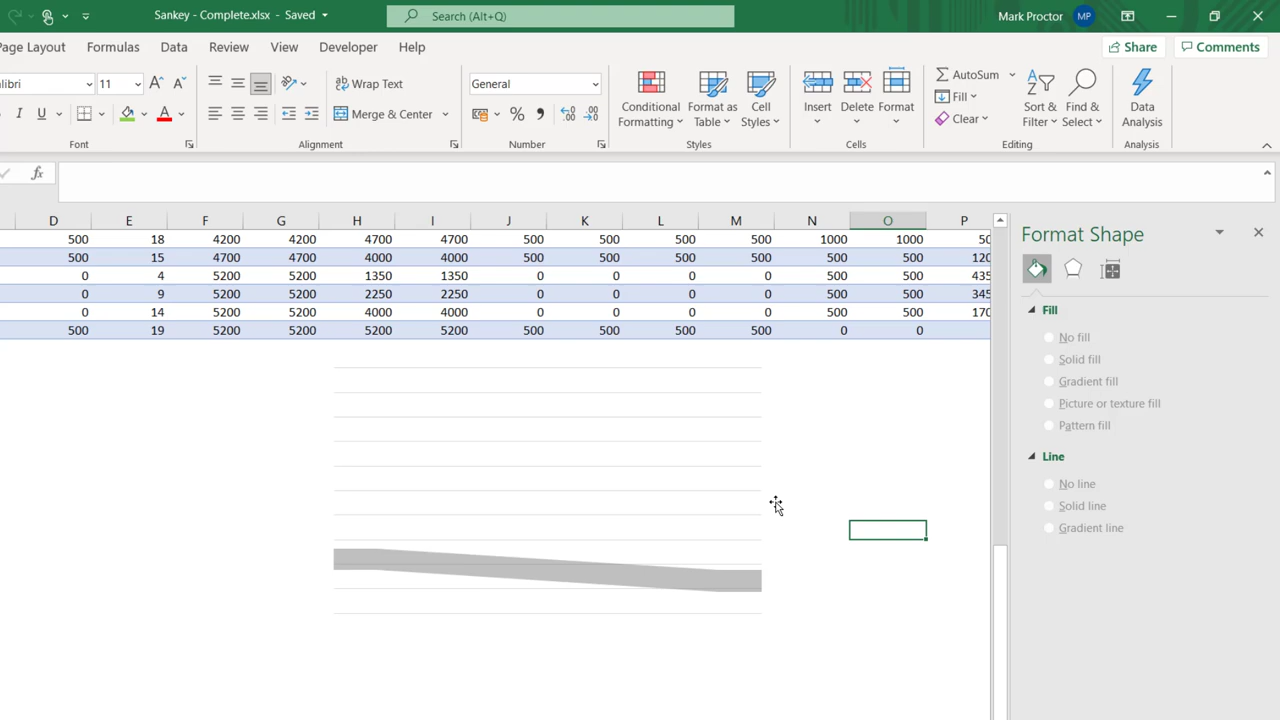 Sankey - Complete.xlsx - Saved
Search (Alt+Q)
Mark Proctor
MP
Page Layout Formulas Data Review View Developer Help
Share
Comments
11
Wrap Text
Merge & Center
General
Conditional Formatting
Format as Table
Cell Styles
Insert
Delete
Format
AutoSum
Fill
Clear
Sort & Filter
Find & Select
Data Analysis
Font
Alignment
Number
Styles
Cells
Editing
Analysis
fx
D E F G H I J K L M N O P
500 18 4200 4200 4700 4700 500 500 500 500 1000 1000
500 15 4700 4700 4000 4000 500 500 500 500 500 500
0 4 5200 5200 1350 1350 0 0 0 0 500 500
0 9 5200 5200 2250 2250 0 0 0 0 500 500
0 14 5200 5200 4000 4000 0 0 0 0 500 500
500 19 5200 5200 5200 5200 500 500 500 500 0 0
Format Shape
Fill
No fill
Solid fill
Gradient fill
Picture or texture fill
Pattern fill
Line
No line
Solid line
Gradient line